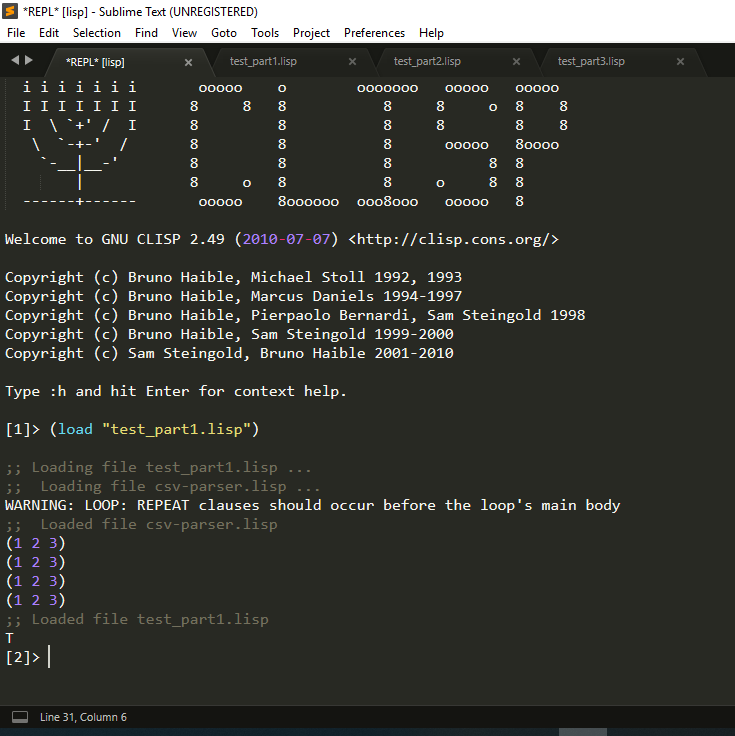 *REPL* [lisp] - Sublime Text (UNREGISTERED)
File Edit Selection Find View Goto Tools Project Preferences Help
*REPL* [lisp] × test_part1.lisp × test_part2.lisp × test_part3.lisp ×
  i i i i i i i       ooooo    o        ooooooo   ooooo   ooooo
  I I I I I I I      8     8   8           8     8     o  8    8
  I  \ `+' /  I      8         8           8     8        8    8
   \  `-+-'  /       8         8           8      ooooo   8oooo
    `-__|__-'        8         8           8           8  8
        |            8     o   8           8     o     8  8
  ------+------       ooooo    8oooooo  ooo8ooo   ooooo   8
Welcome to GNU CLISP 2.49 (2010-07-07) <http://clisp.cons.org/>
Copyright (c) Bruno Haible, Michael Stoll 1992, 1993
Copyright (c) Bruno Haible, Marcus Daniels 1994-1997
Copyright (c) Bruno Haible, Pierpaolo Bernardi, Sam Steingold 1998
Copyright (c) Bruno Haible, Sam Steingold 1999-2000
Copyright (c) Sam Steingold, Bruno Haible 2001-2010
Type :h and hit Enter for context help.
[1]> (load "test_part1.lisp")
;; Loading file test_part1.lisp ...
;;  Loading file csv-parser.lisp ...
WARNING: LOOP: REPEAT clauses should occur before the loop's main body
;;  Loaded file csv-parser.lisp
(1 2 3)
(1 2 3)
(1 2 3)
(1 2 3)
;; Loaded file test_part1.lisp
T
[2]>
Line 31, Column 6